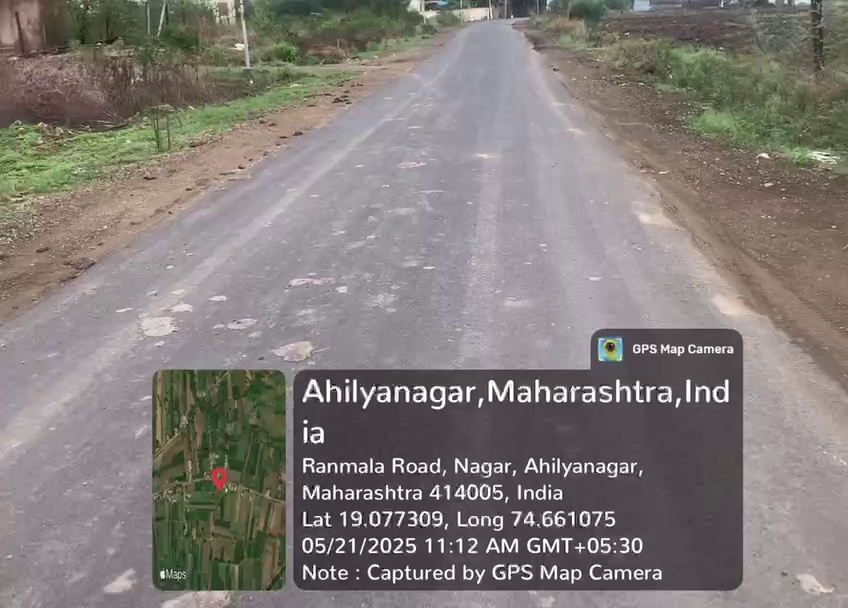 GPS Map Camera
Ahilyanagar,Maharashtra,Ind
ia
Ranmala Road, Nagar, Ahilyanagar,
Maharashtra 414005, India
Lat 19.077309, Long 74.661075
05/21/2025 11:12 AM GMT+05:30
Note : Captured by GPS Map Camera
Maps